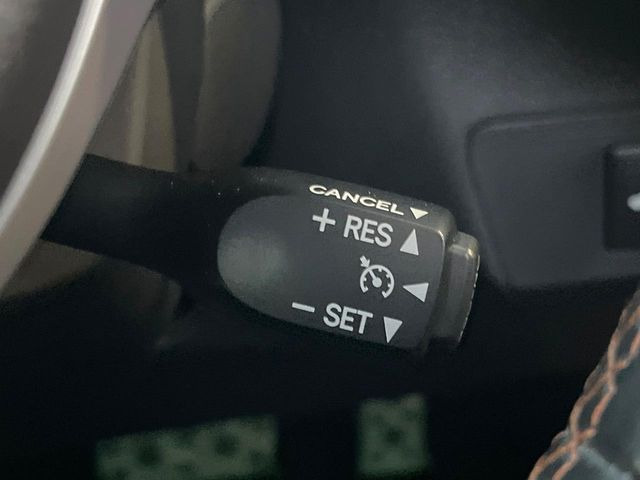 CANCEL ▼
+ RES ▲
◀
− SET ▼